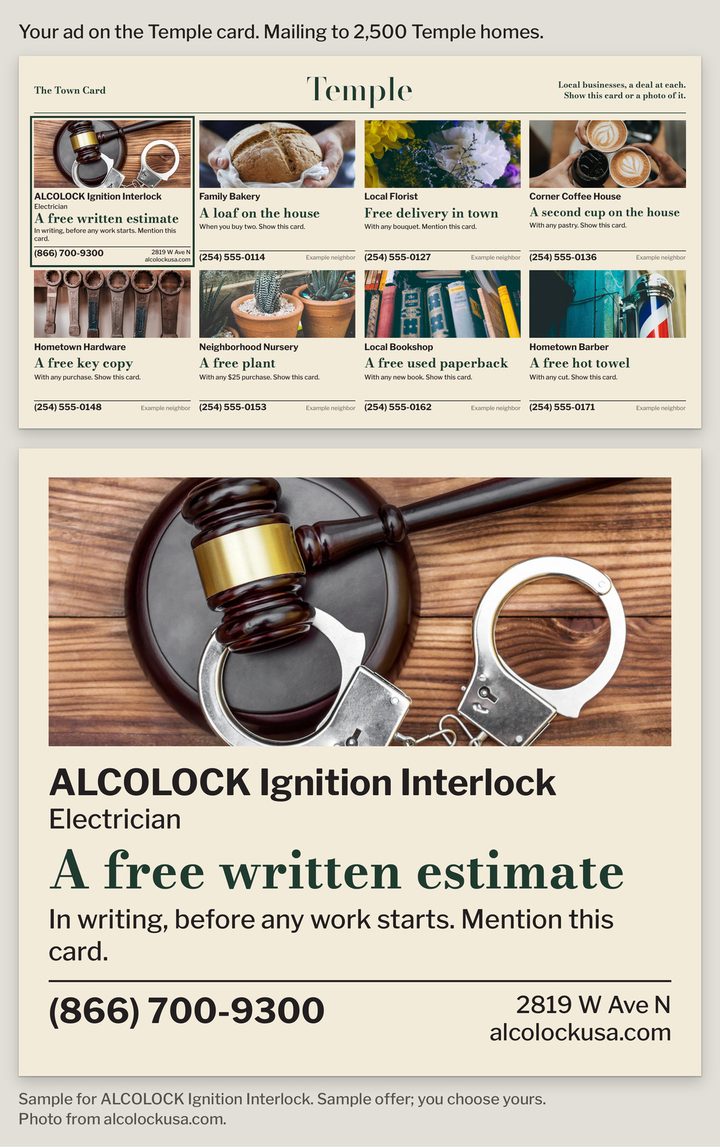 Your ad on the Temple card. Mailing to 2,500 Temple homes.
The Town Card
Temple
Local businesses, a deal at each.
Show this card or a photo of it.
ALCOLOCK Ignition Interlock
Electrician
A free written estimate
In writing, before any work starts. Mention this
card.
(866) 700-9300
2819 W Ave N
alcolockusa.com
Family Bakery
A loaf on the house
When you buy two. Show this card.
(254) 555-0114
Example neighbor
Local Florist
Free delivery in town
With any bouquet. Mention this card.
(254) 555-0127
Example neighbor
Corner Coffee House
A second cup on the house
With any pastry. Show this card.
(254) 555-0136
Example neighbor
Hometown Hardware
A free key copy
With any purchase. Show this card.
(254) 555-0148
Example neighbor
Neighborhood Nursery
A free plant
With any $25 purchase. Show this card.
(254) 555-0153
Example neighbor
Local Bookshop
A free used paperback
With any new book. Show this card.
(254) 555-0162
Example neighbor
Hometown Barber
A free hot towel
With any cut. Show this card.
(254) 555-0171
Example neighbor
ALCOLOCK Ignition Interlock
Electrician
A free written estimate
In writing, before any work starts. Mention this
card.
(866) 700-9300
2819 W Ave N
alcolockusa.com
Sample for ALCOLOCK Ignition Interlock. Sample offer; you choose yours.
Photo from alcolockusa.com.